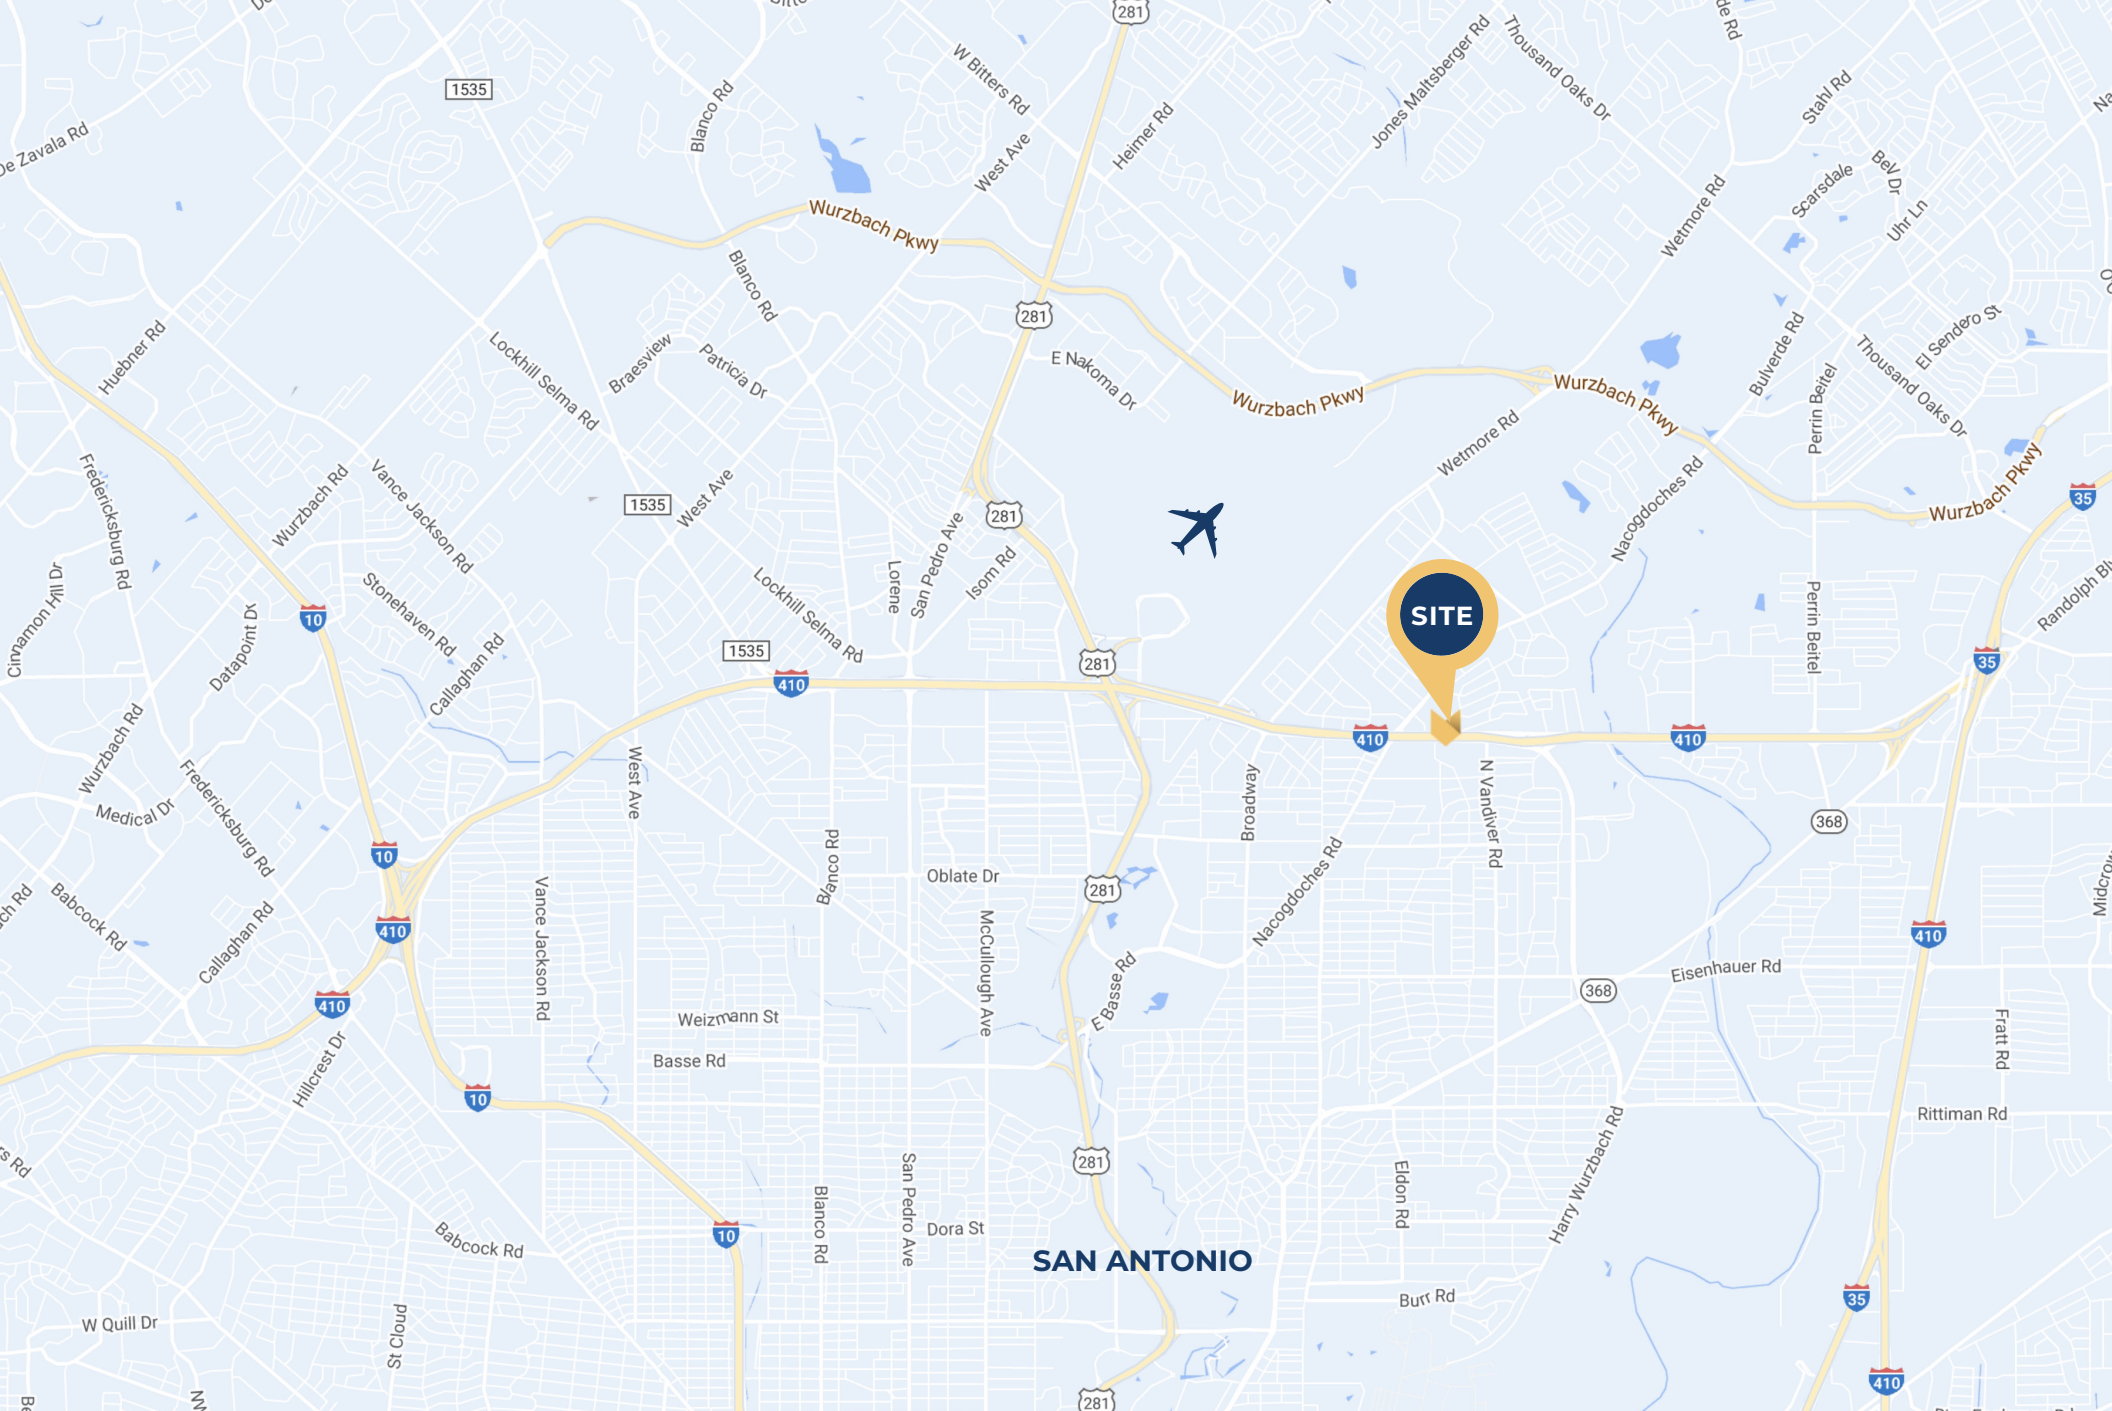 281
W Bitters Rd
Jones Maltsberger Rd
Thousand Oaks Dr
1535
Blanco Rd
Stahl Rd
Heimer Rd
De Zavala Rd
West Ave
Bel Dr
Scarsdale
Uhr Ln
Wetmore Rd
Wurzbach Pkwy
Blanco Rd
281
Huebner Rd
Lockhill Selma Rd
Braesview
Patricia Dr
E Nakoma Dr
Wurzbach Pkwy
Wurzbach Pkwy
Bulverde Rd
Perrin Beitel
El Sendero St
Thousand Oaks Dr
Wetmore Rd
Fredericksburg Rd
Wurzbach Rd
Vance Jackson Rd
1535
West Ave
281
Nacogdoches Rd
Wurzbach Pkwy
35
Cinnamon Hill Dr
Datapoint Dr
10
Stonehaven Rd
Callaghan Rd
Lockhill Selma Rd
Lorene
San Pedro Ave
Isom Rd
SITE
Perrin Beitel
1535
410
281
35
410
410
Wurzbach Rd
Medical Dr
Fredericksburg Rd
West Ave
Broadway
N Vandiver Rd
368
10
Blanco Rd
Oblate Dr
281
Nacogdoches Rd
Babcock Rd
Callaghan Rd
410
Vance Jackson Rd
McCullough Ave
E Basse Rd
Eisenhauer Rd
410
368
410
Weizmann St
Basse Rd
Hillcrest Dr
Fratt Rd
10
Rittiman Rd
281
Blanco Rd
San Pedro Ave
Dora St
Eldon Rd
Harry Wurzbach Rd
Babcock Rd
10
SAN ANTONIO
W Quill Dr
St Cloud
Burr Rd
35
281
410